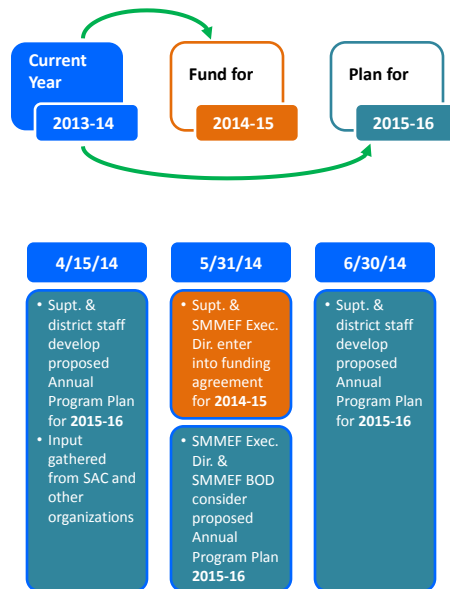 Current
Year
2013-14
Fund for
2014-15
Plan for
2015-16
4/15/14
• Supt. &
district staff
develop
proposed
Annual
Program Plan
for 2015-16
• Input
gathered
from SAC and
other
organizations
5/31/14
• Supt. &
SMMEF Exec.
Dir. enter
into funding
agreement
for 2014-15
• SMMEF Exec.
Dir. &
SMMEF BOD
consider
proposed
Annual
Program Plan
2015-16
6/30/14
• Supt. &
district staff
develop
proposed
Annual
Program Plan
for 2015-16